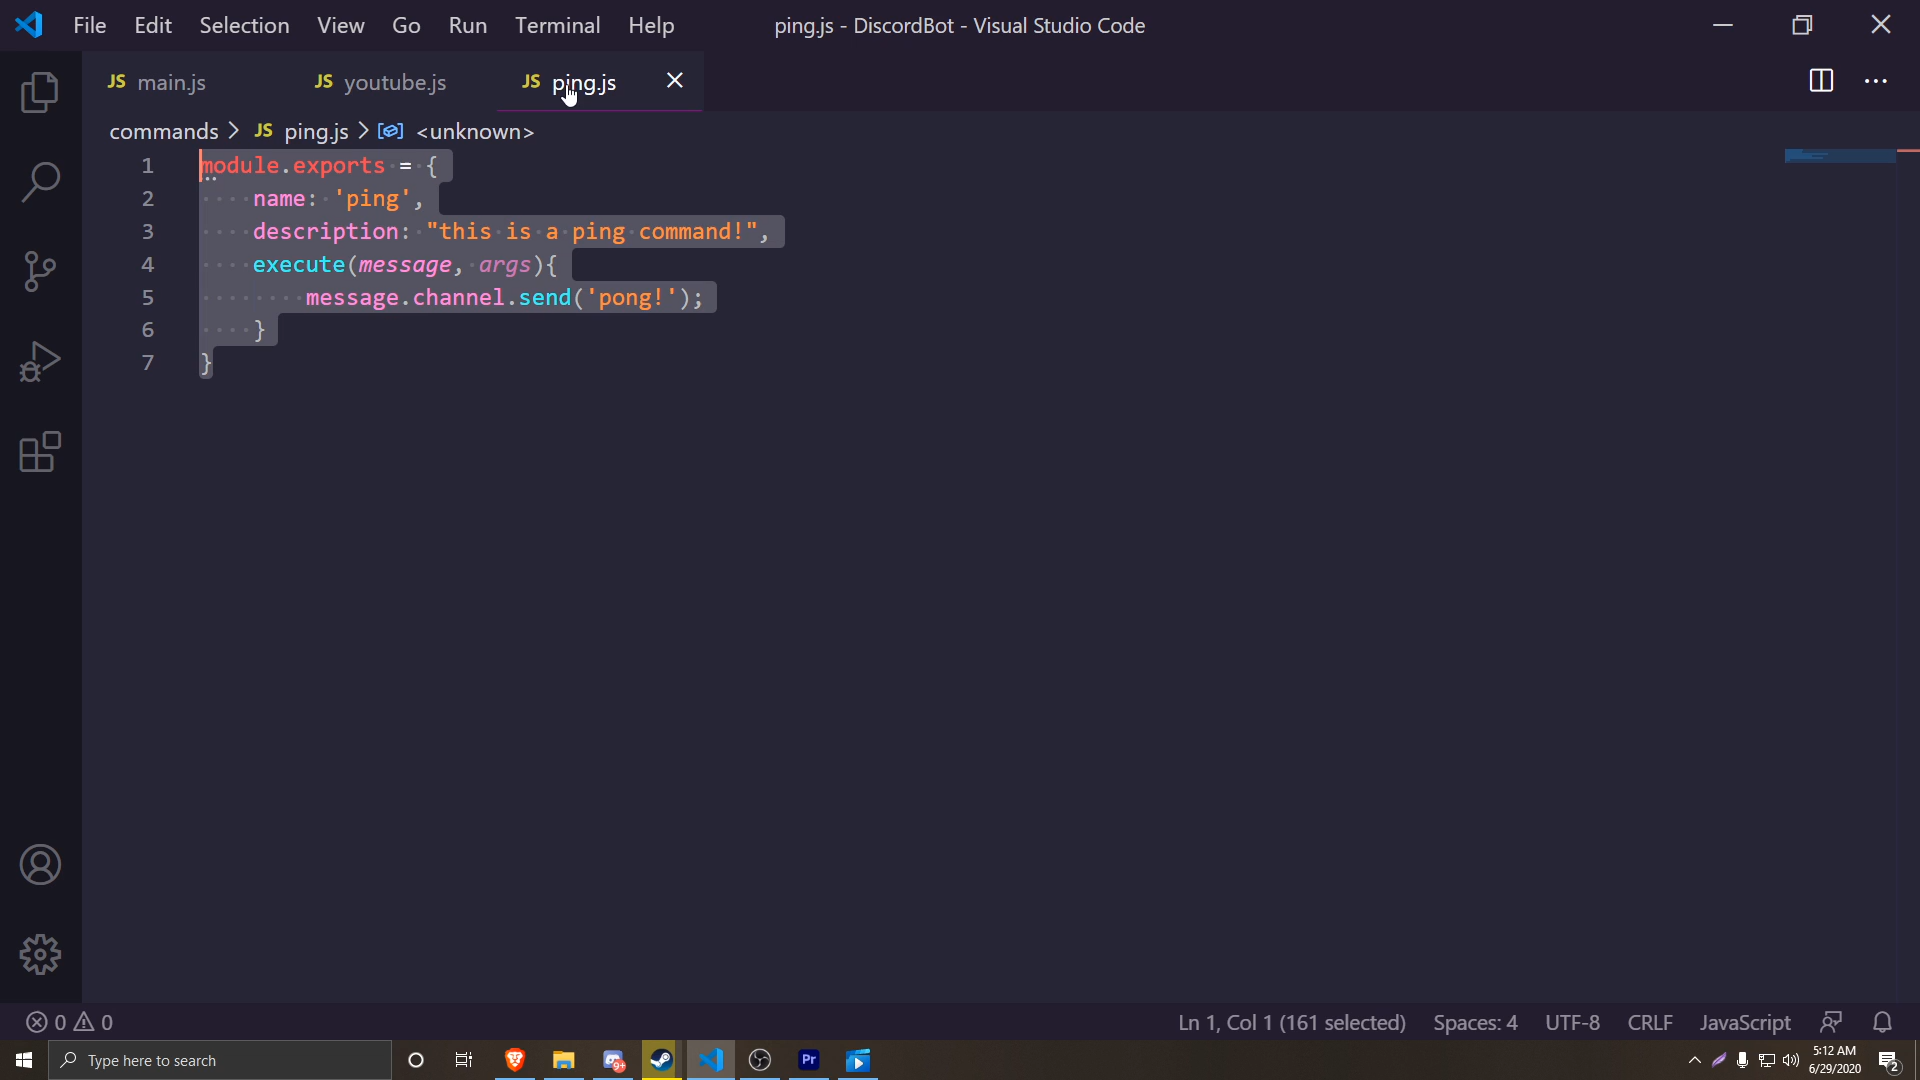 File Edit Selection View Go Run Terminal Help ping.js - DiscordBot - Visual Studio Code
JS main.js JS youtube.js JS ping.js
commands > JS ping.js > <unknown>
1 module.exports = {
2 name: 'ping',
3 description: "this is a ping command!",
4 execute(message, args){
5 message.channel.send('pong!');
6 }
7 }
0 0 Ln 1, Col 1 (161 selected) Spaces: 4 UTF-8 CRLF JavaScript
Type here to search 9+ Pr 5:12 AM
6/29/2020 2